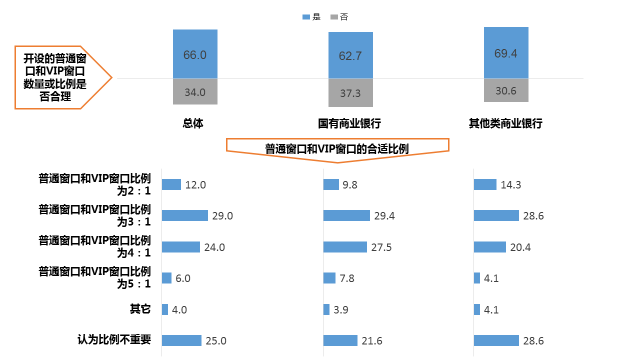 是 否
开设的普通窗
口和VIP窗口
数量或比例是
否合理
66.0 62.7 69.4
34.0 37.3 30.6
总体 国有商业银行 其他类商业银行
普通窗口和VIP窗口的合适比例
普通窗口和VIP窗口比例
为2：1
12.0 9.8 14.3
普通窗口和VIP窗口比例
为3：1
29.0 29.4 28.6
普通窗口和VIP窗口比例
为4：1
24.0 27.5 20.4
普通窗口和VIP窗口比例
为5：1
6.0 7.8 4.1
其它 4.0 3.9 4.1
认为比例不重要 25.0 21.6 28.6